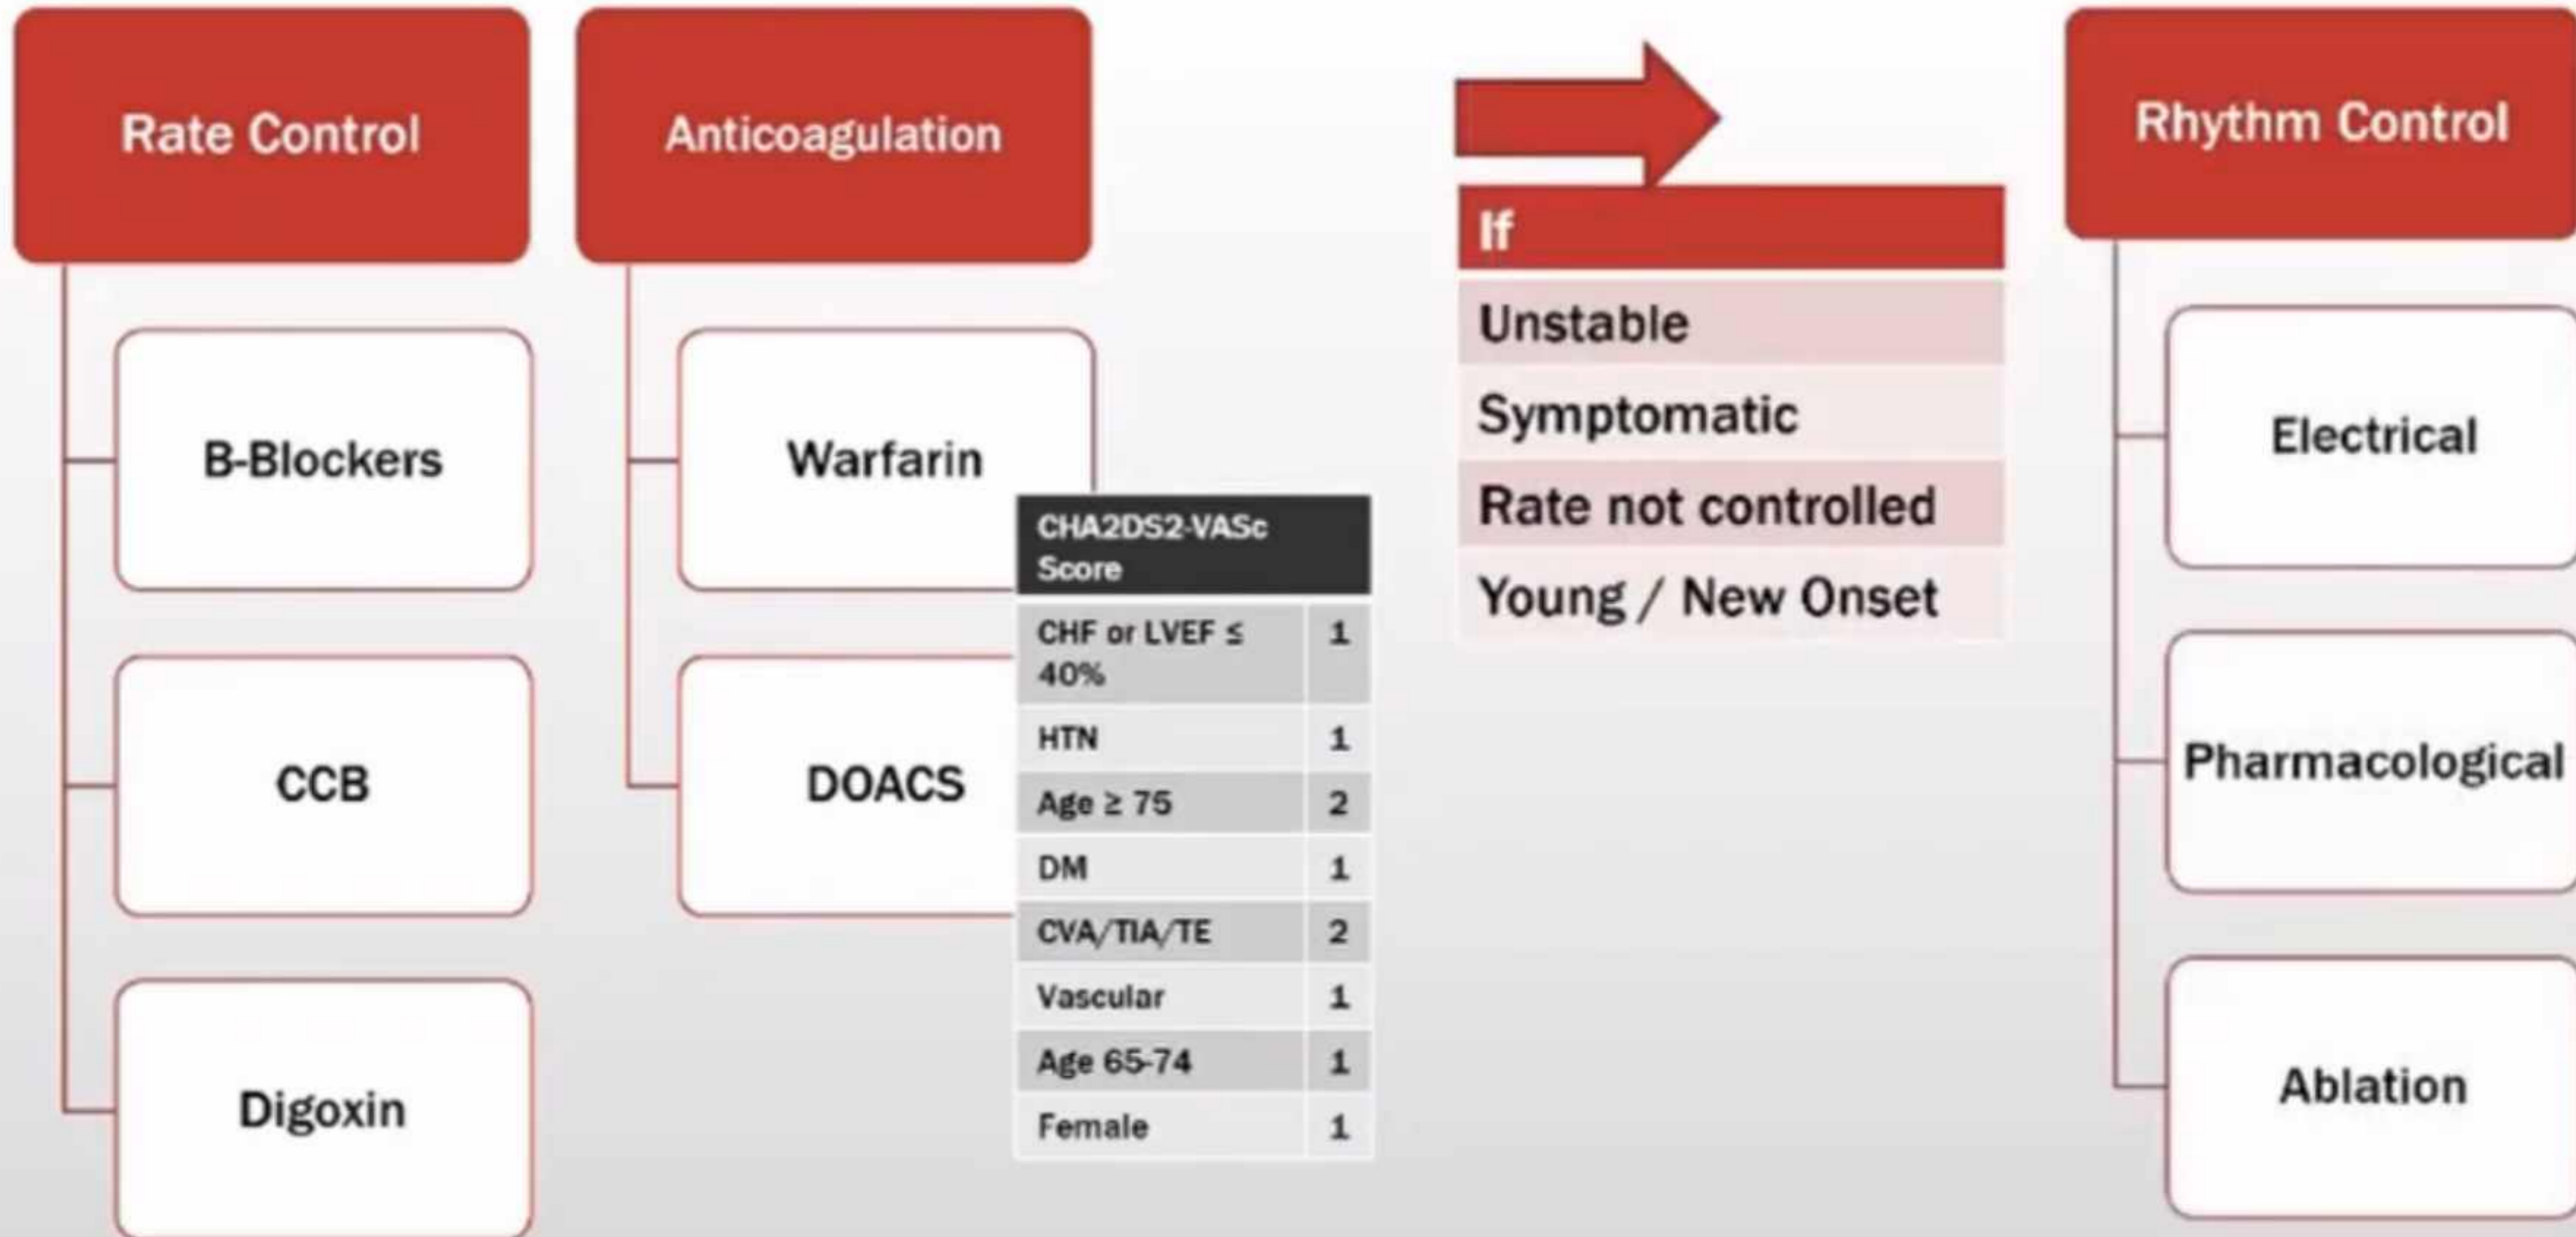 Rate Control
B-Blockers
CCB
Digoxin
Anticoagulation
Warfarin
DOACS
CHA2DS2-VASc
Score
CHF or LVEF ≤ 1
40%
HTN 1
Age ≥ 75 2
DM 1
CVA/TIA/TE 2
Vascular 1
Age 65-74 1
Female 1
If
Unstable
Symptomatic
Rate not controlled
Young / New Onset
Rhythm Control
Electrical
Pharmacological
Ablation